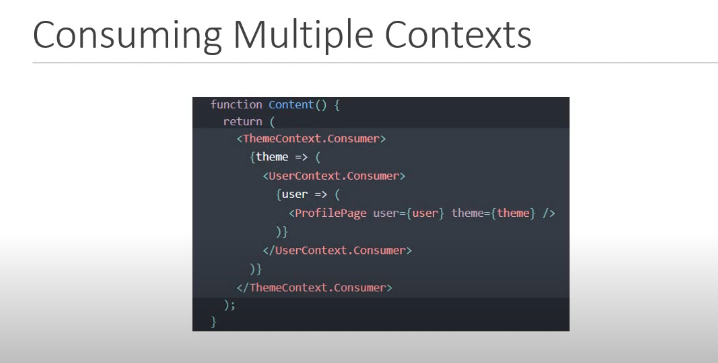 Consuming Multiple Contexts
function Content() {
return (
<ThemeContext.Consumer>
{theme => (
<UserContext.Consumer>
{user => (
<ProfilePage user={user} theme={theme} />
)}
</UserContext.Consumer>
)}
</ThemeContext.Consumer>
);
}